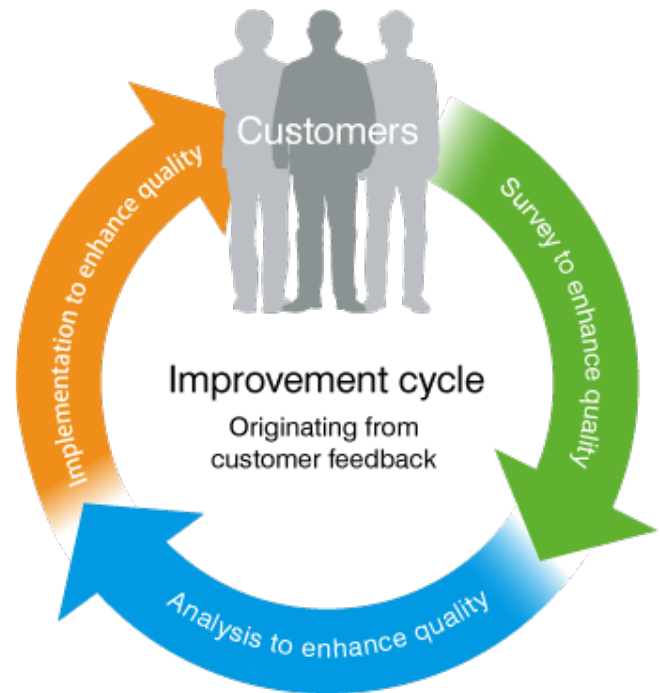 Customers
Survey to enhance quality
Analysis to enhance quality
Implementation to enhance quality
Improvement cycle
Originating from
customer feedback